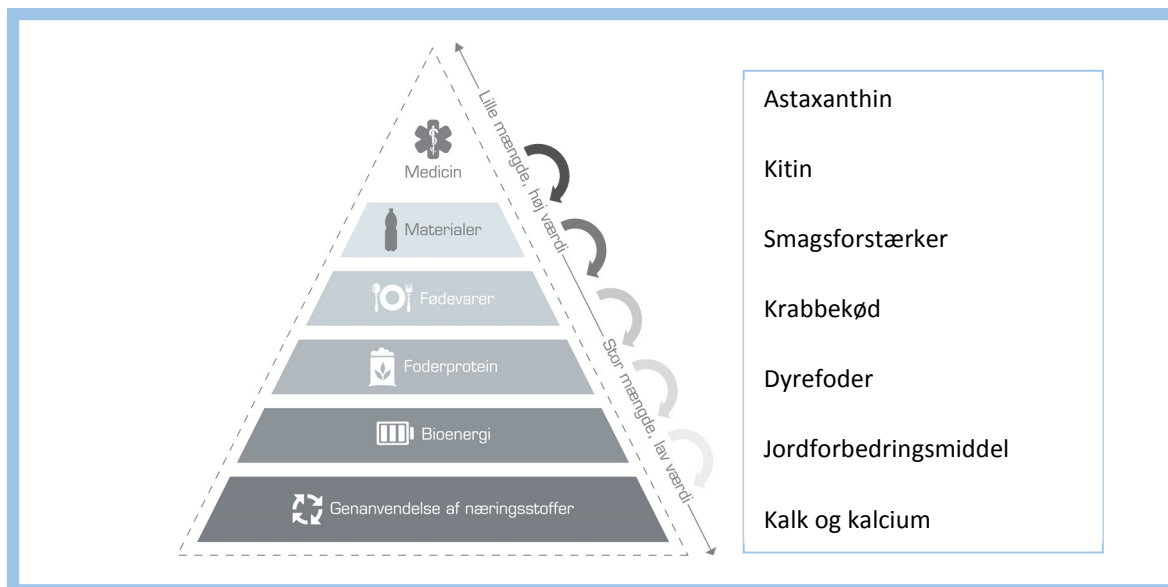 Medicin
Materialer
Fødevarer
Foderprotein
Bioenergi
Genanvendelse af næringsstoffer
Lille mængde, høj værdi
Stor mængde, lav værdi
Astaxanthin
Kitin
Smagsforstærker
Krabbekød
Dyrefoder
Jordforbedringsmiddel
Kalk og kalcium